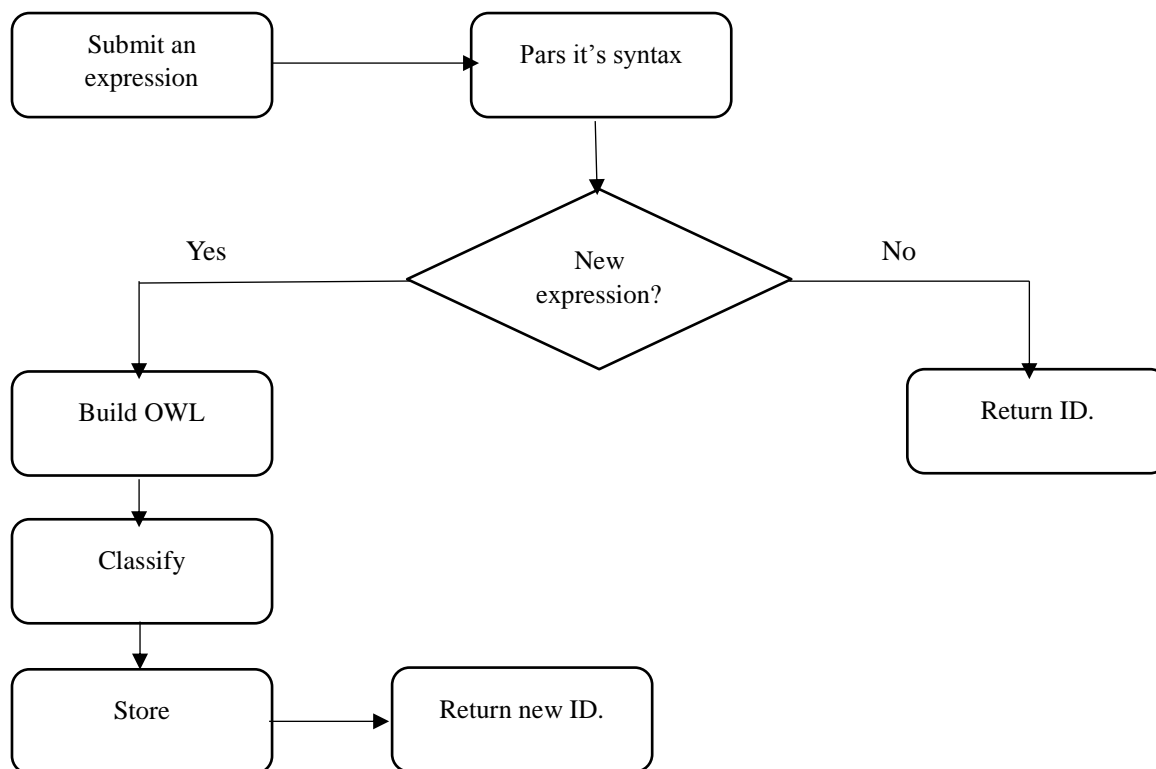 Submit an
expression
Pars it’s syntax
Yes
New
expression?
No
Build OWL
Return ID.
Classify
Store
Return new ID.